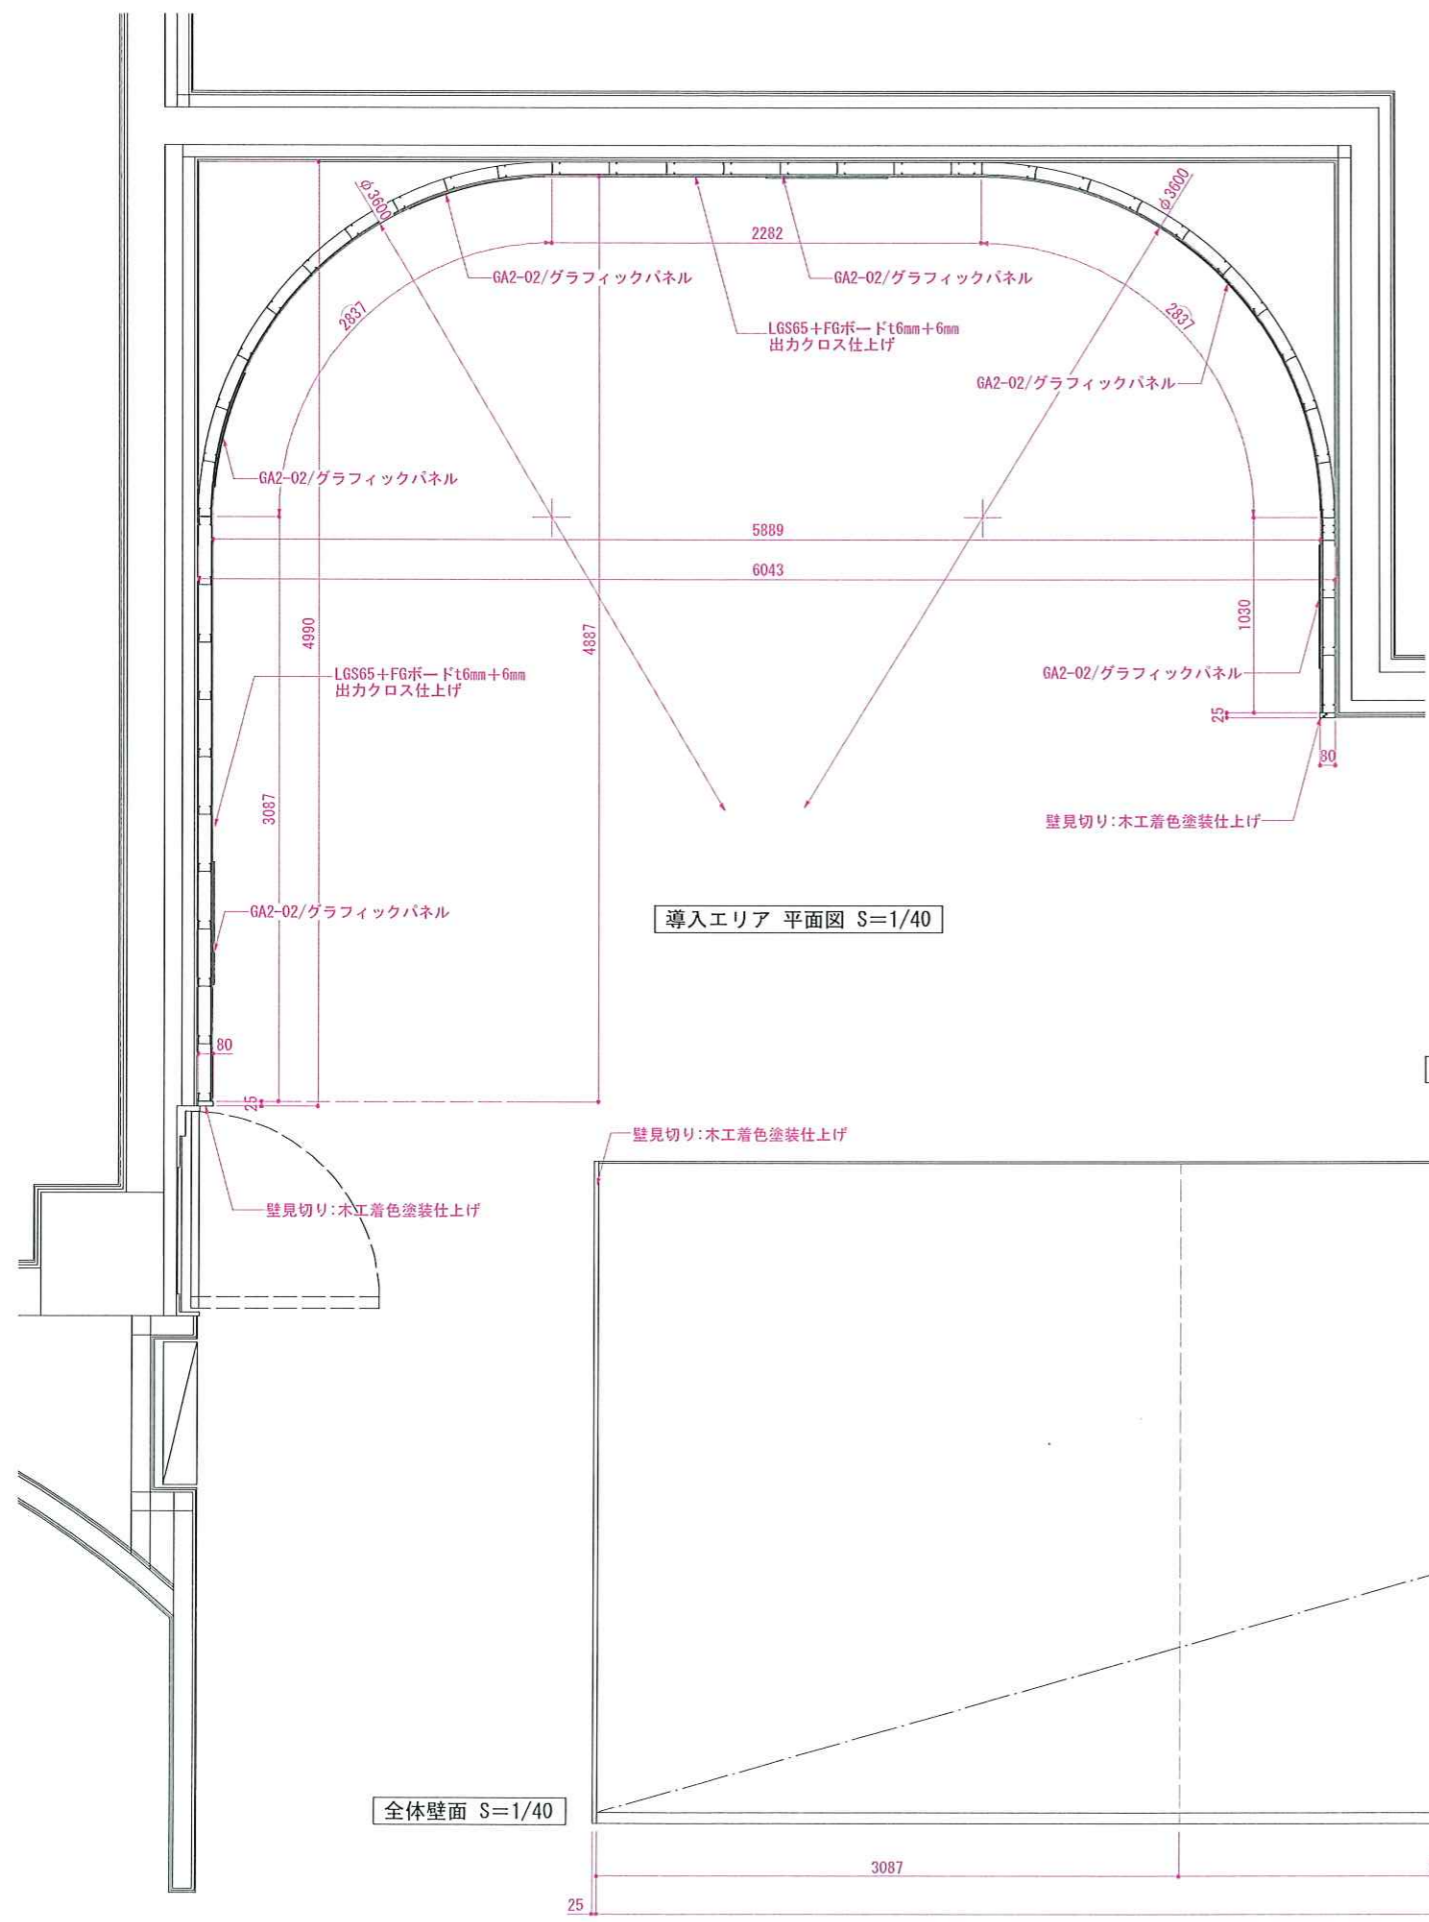 φ3600
φ3600
2282
GA2-02/グラフィックパネル
GA2-02/グラフィックパネル
2837
2837
LGS65+FGボードt6mm+6mm
出力クロス仕上げ
GA2-02/グラフィックパネル
GA2-02/グラフィックパネル
5889
6043
4990
4887
1030
LGS65+FGボードt6mm+6mm
出力クロス仕上げ
GA2-02/グラフィックパネル
25
80
3087
壁見切り:木工着色塗装仕上げ
GA2-02/グラフィックパネル
導入エリア 平面図 S=1/40
80
25
壁見切り:木工着色塗装仕上げ
壁見切り:木工着色塗装仕上げ
全体壁面 S=1/40
3087
25